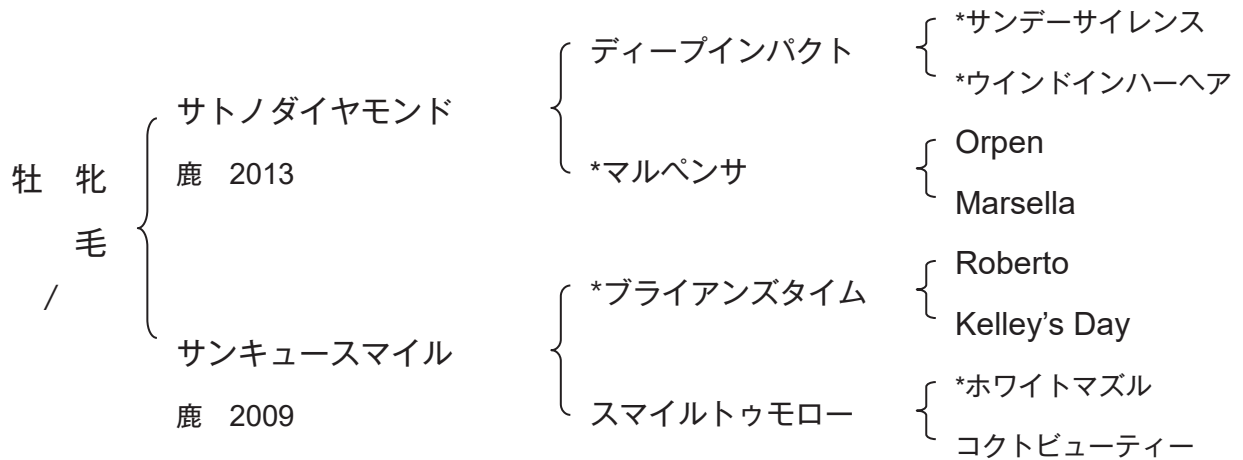 *サンデーサイレンス
ディープインパクト
*ウインドインハーヘア
サトノダイヤモンド
鹿 2013
Orpen
*マルペンサ
Marsella
牡 牝
毛
/
Roberto
*ブライアンズタイム
Kelley's Day
サンキュースマイル
鹿 2009
*ホワイトマズル
スマイルトゥモロー
コクトビューティー